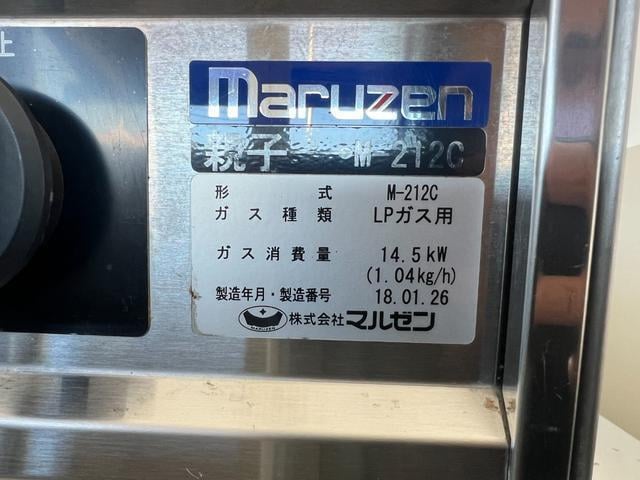 上
maruzen
親子 M-212C
形 式 M-212C
ガス種類 LPガス用
ガス消費量 14.5kW
(1.04kg/h)
製造年月・製造番号 18.01.26
MARUZEN 株式会社マルゼン